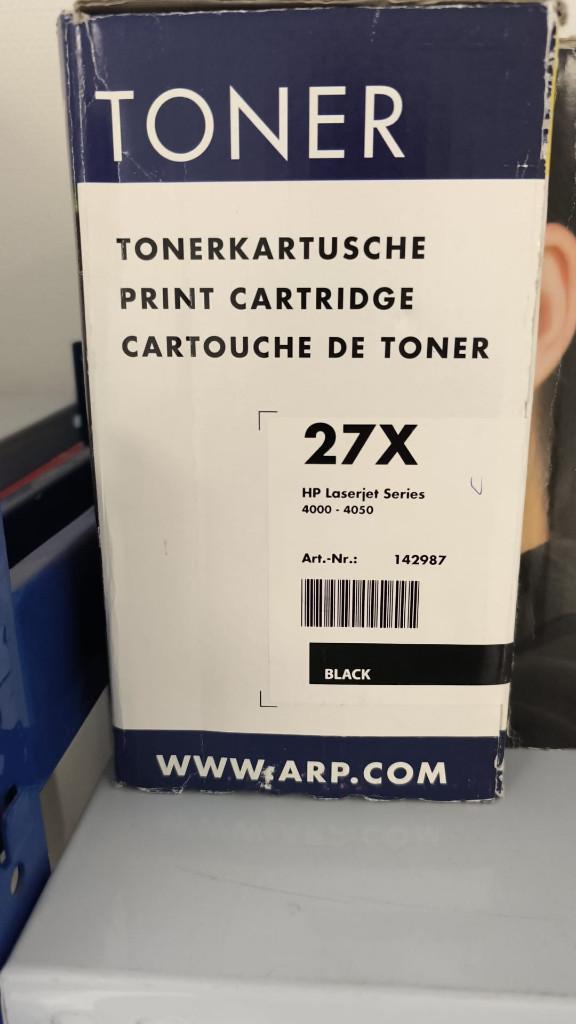 TONER
TONERKARTUSCHE
PRINT CARTRIDGE
CARTOUCHE DE TONER
27X
HP Laserjet Series
4000 - 4050
Art.-Nr.: 142987
BLACK
WWW.ARP.COM